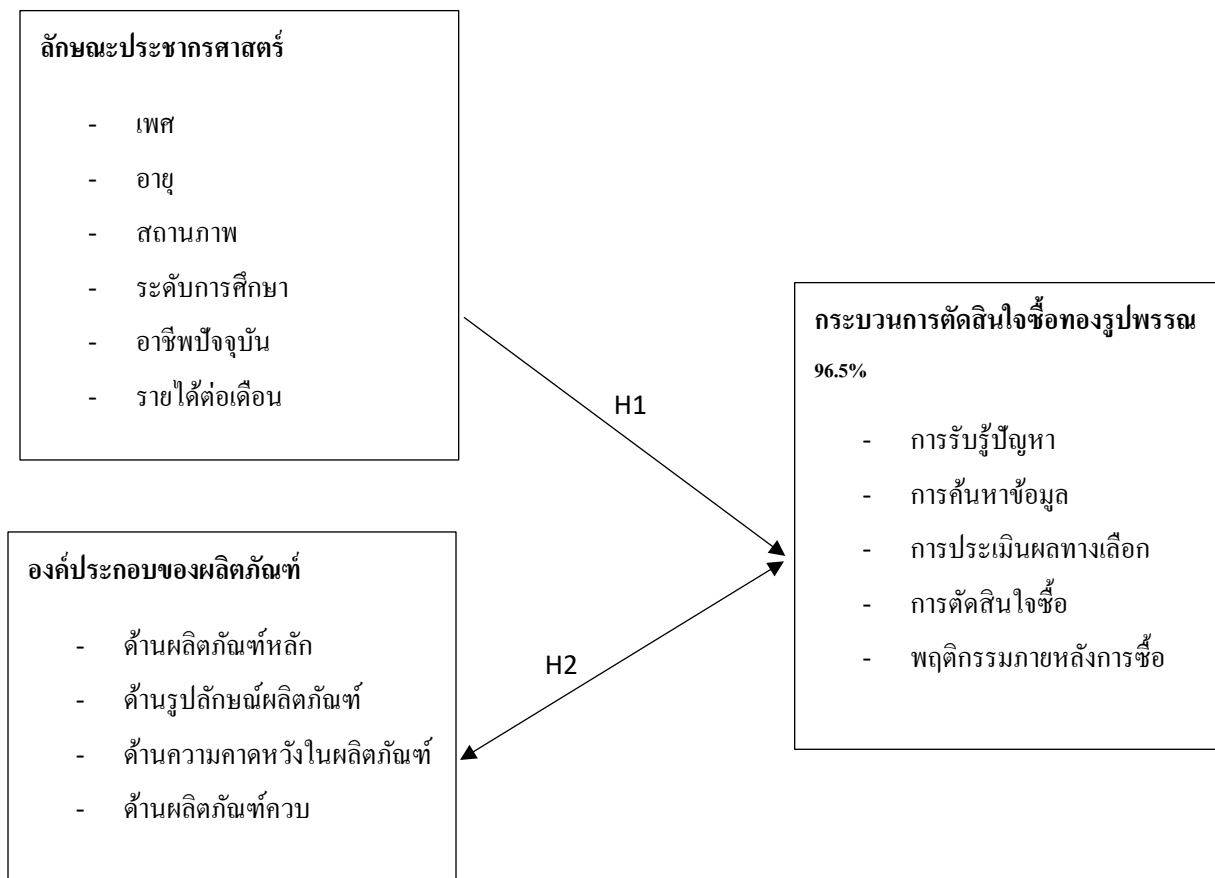 ลักษณะประชากรศาสตร์
- เพศ
- อายุ
- สถานภาพ
- ระดับการศึกษา
- อาชีพปัจจุบัน
- รายได้ต่อเดือน
H1
กระบวนการตัดสินใจซื้อทองรูปพรรณ
96.5%
- การรับรู้ปัญหา
- การค้นหาข้อมูล
- การประเมินผลทางเลือก
- การตัดสินใจซื้อ
- พฤติกรรมภายหลังการซื้อ
องค์ประกอบของผลิตภัณฑ์
- ด้านผลิตภัณฑ์หลัก
- ด้านรูปลักษณ์ผลิตภัณฑ์
- ด้านความคาดหวังในผลิตภัณฑ์
- ด้านผลิตภัณฑ์ควบ
H2